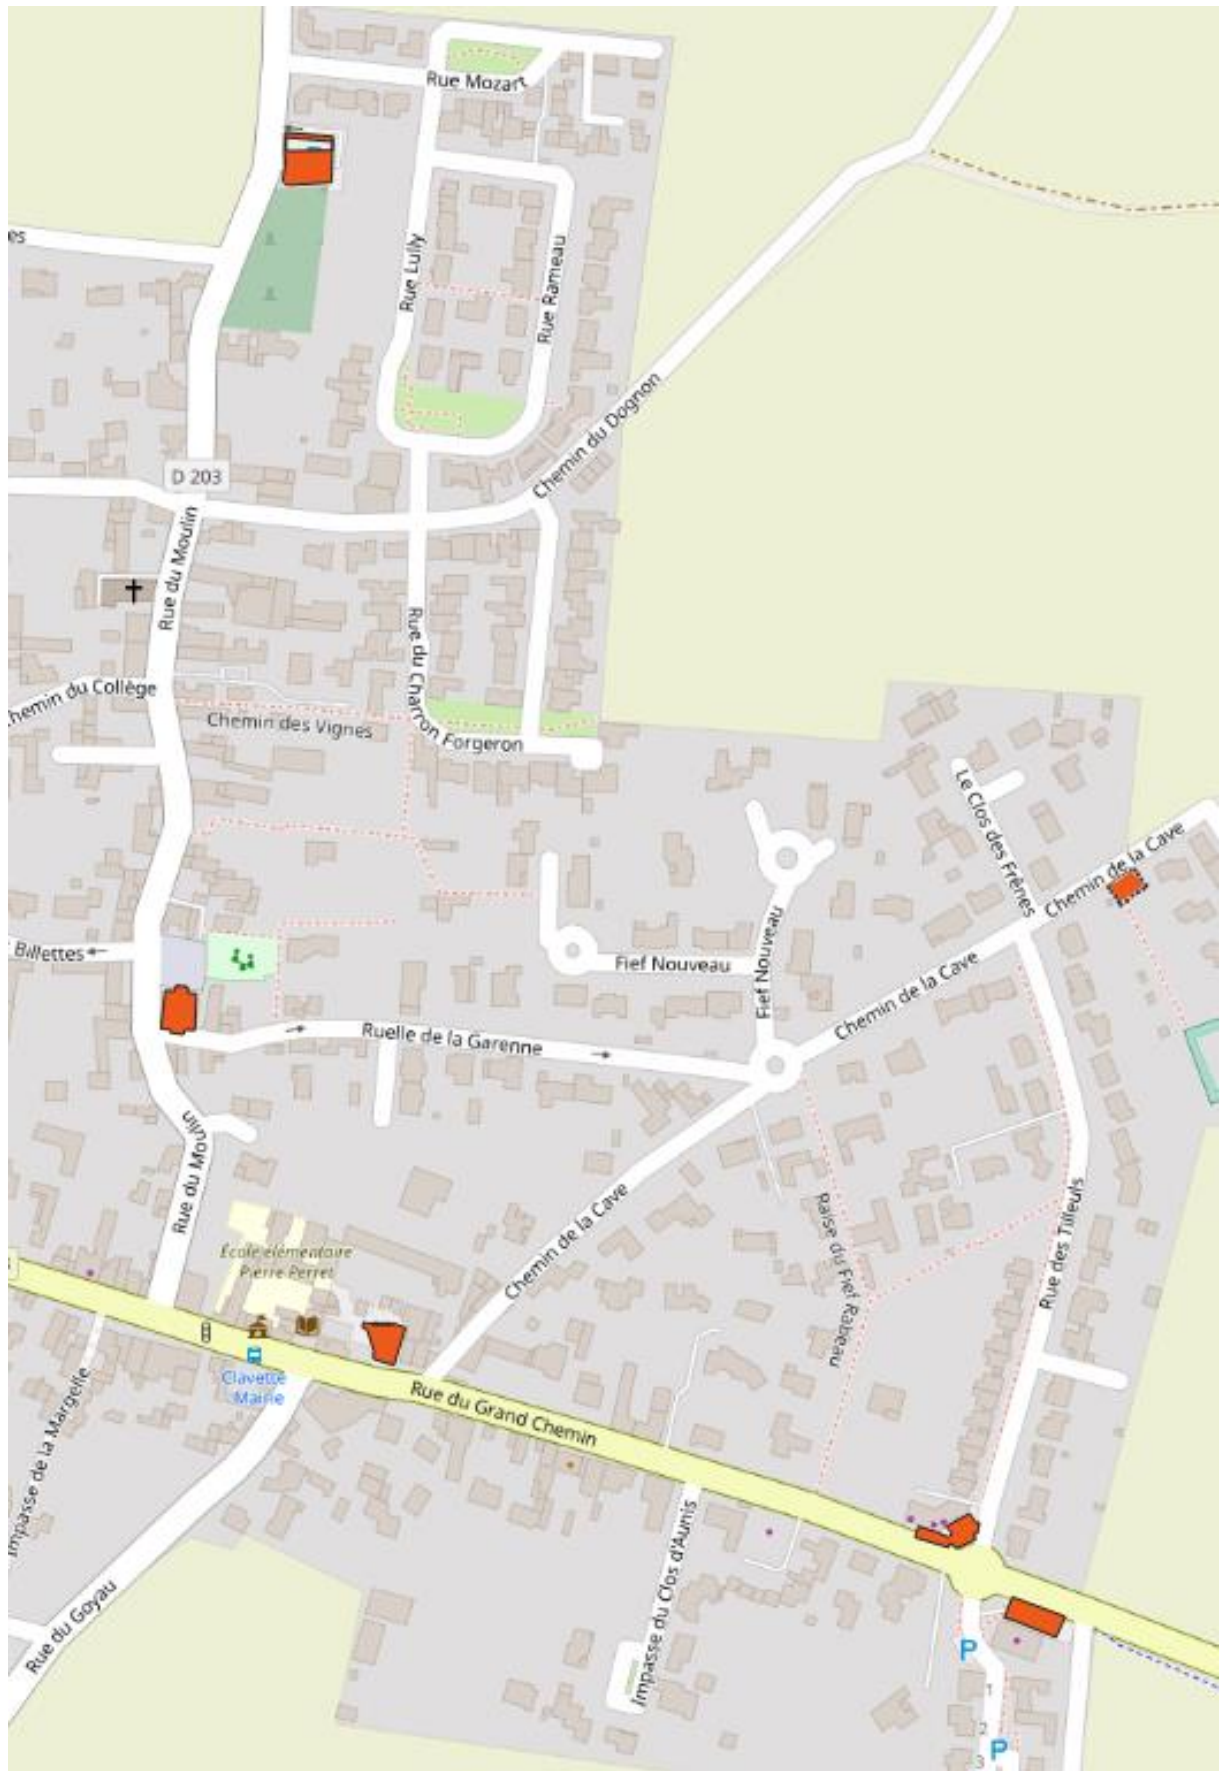 Rue Mozart
es
Rue Lully
Rue Rameau
Chemin du Dognon
D 203
Rue du Moulin
Rue du Charron Forgeron
hemin du Collège
Chemin des Vignes
Le Clos des Frênes
Chemin de la Cave
Billettes
Fief Nouveau
Fief Nouveau
Chemin de la Cave
Ruelle de la Garenne
Rue du Moulin
Raise du Fief Rabeau
Rue des Tilleuls
Chemin de la Cave
École élémentaire
Pierre Perret
Clavette
Mairie
Rue du Grand Chemin
Impasse de la Margelle
Impasse du Clos d'Aunis
Rue du Goyau
P
1
2
P
3